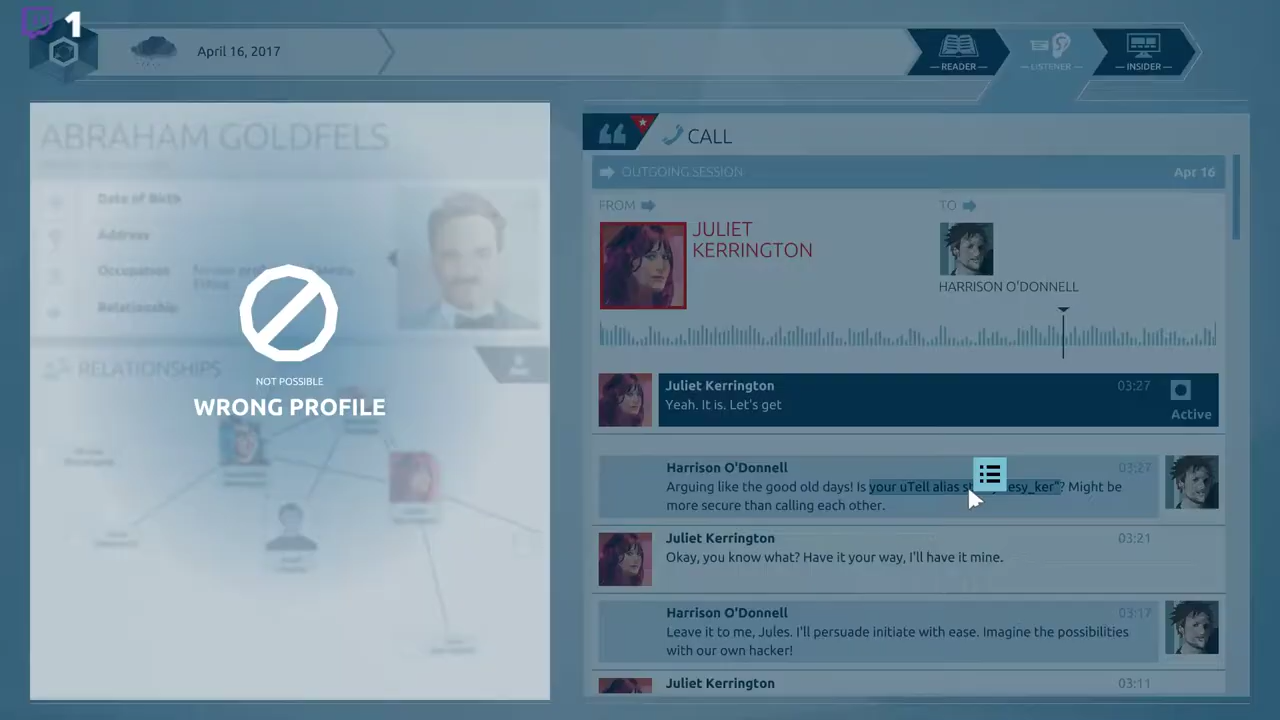 1
April 16, 2017
READER
LISTENER
INSIDER
ABRAHAM GOLDFELS
Date of Birth
Address
Occupation
Relationship
RELATIONSHIPS
NOT POSSIBLE
WRONG PROFILE
CALL
OUTGOING SESSION
Apr 16
FROM
TO
JULIET
KERRINGTON
HARRISON O'DONNELL
Juliet Kerrington
03:27
Yeah. It is. Let's get
Active
Harrison O'Donnell
03:27
Arguing like the good old days! Is your uTell alias esy_ker"? Might be
more secure than calling each other.
Juliet Kerrington
03:21
Okay, you know what? Have it your way, I'll have it mine.
Harrison O'Donnell
03:17
Leave it to me, Jules. I'll persuade initiate with ease. Imagine the possibilities
with our own hacker!
Juliet Kerrington
03:11